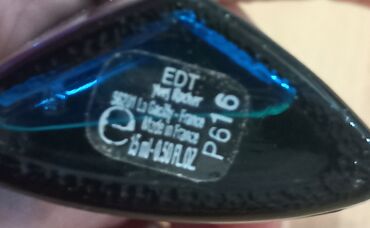 EDT
Yves Rocher
56201 La Gacilly - France
Made in France
e 15 ml-0.50 FL.OZ.
P616